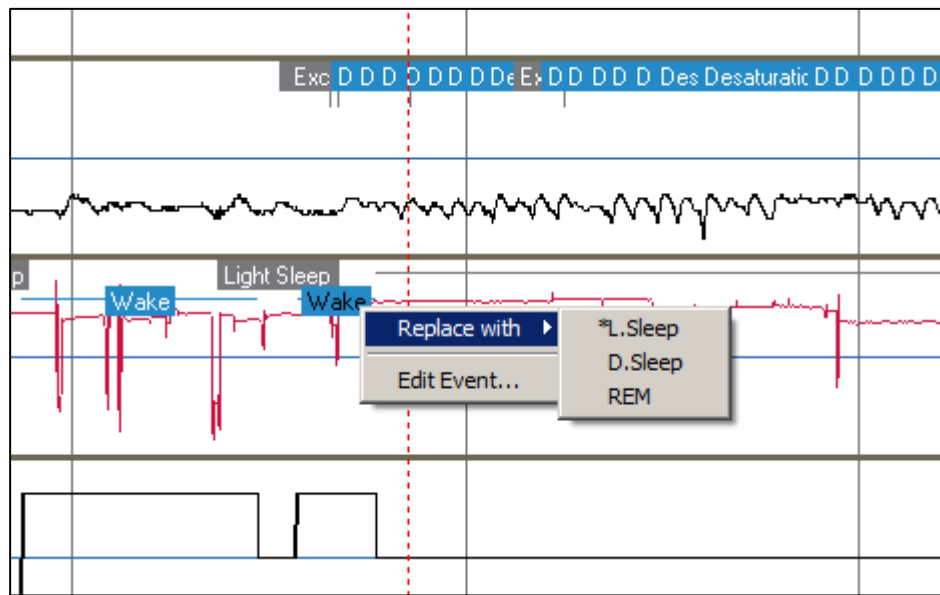 Exc D D D D D D D De Ex D D D D D Des Desaturatic D D D D D D
p Light Sleep
Wake Wake
Replace with *L.Sleep
D.Sleep
Edit Event...
REM